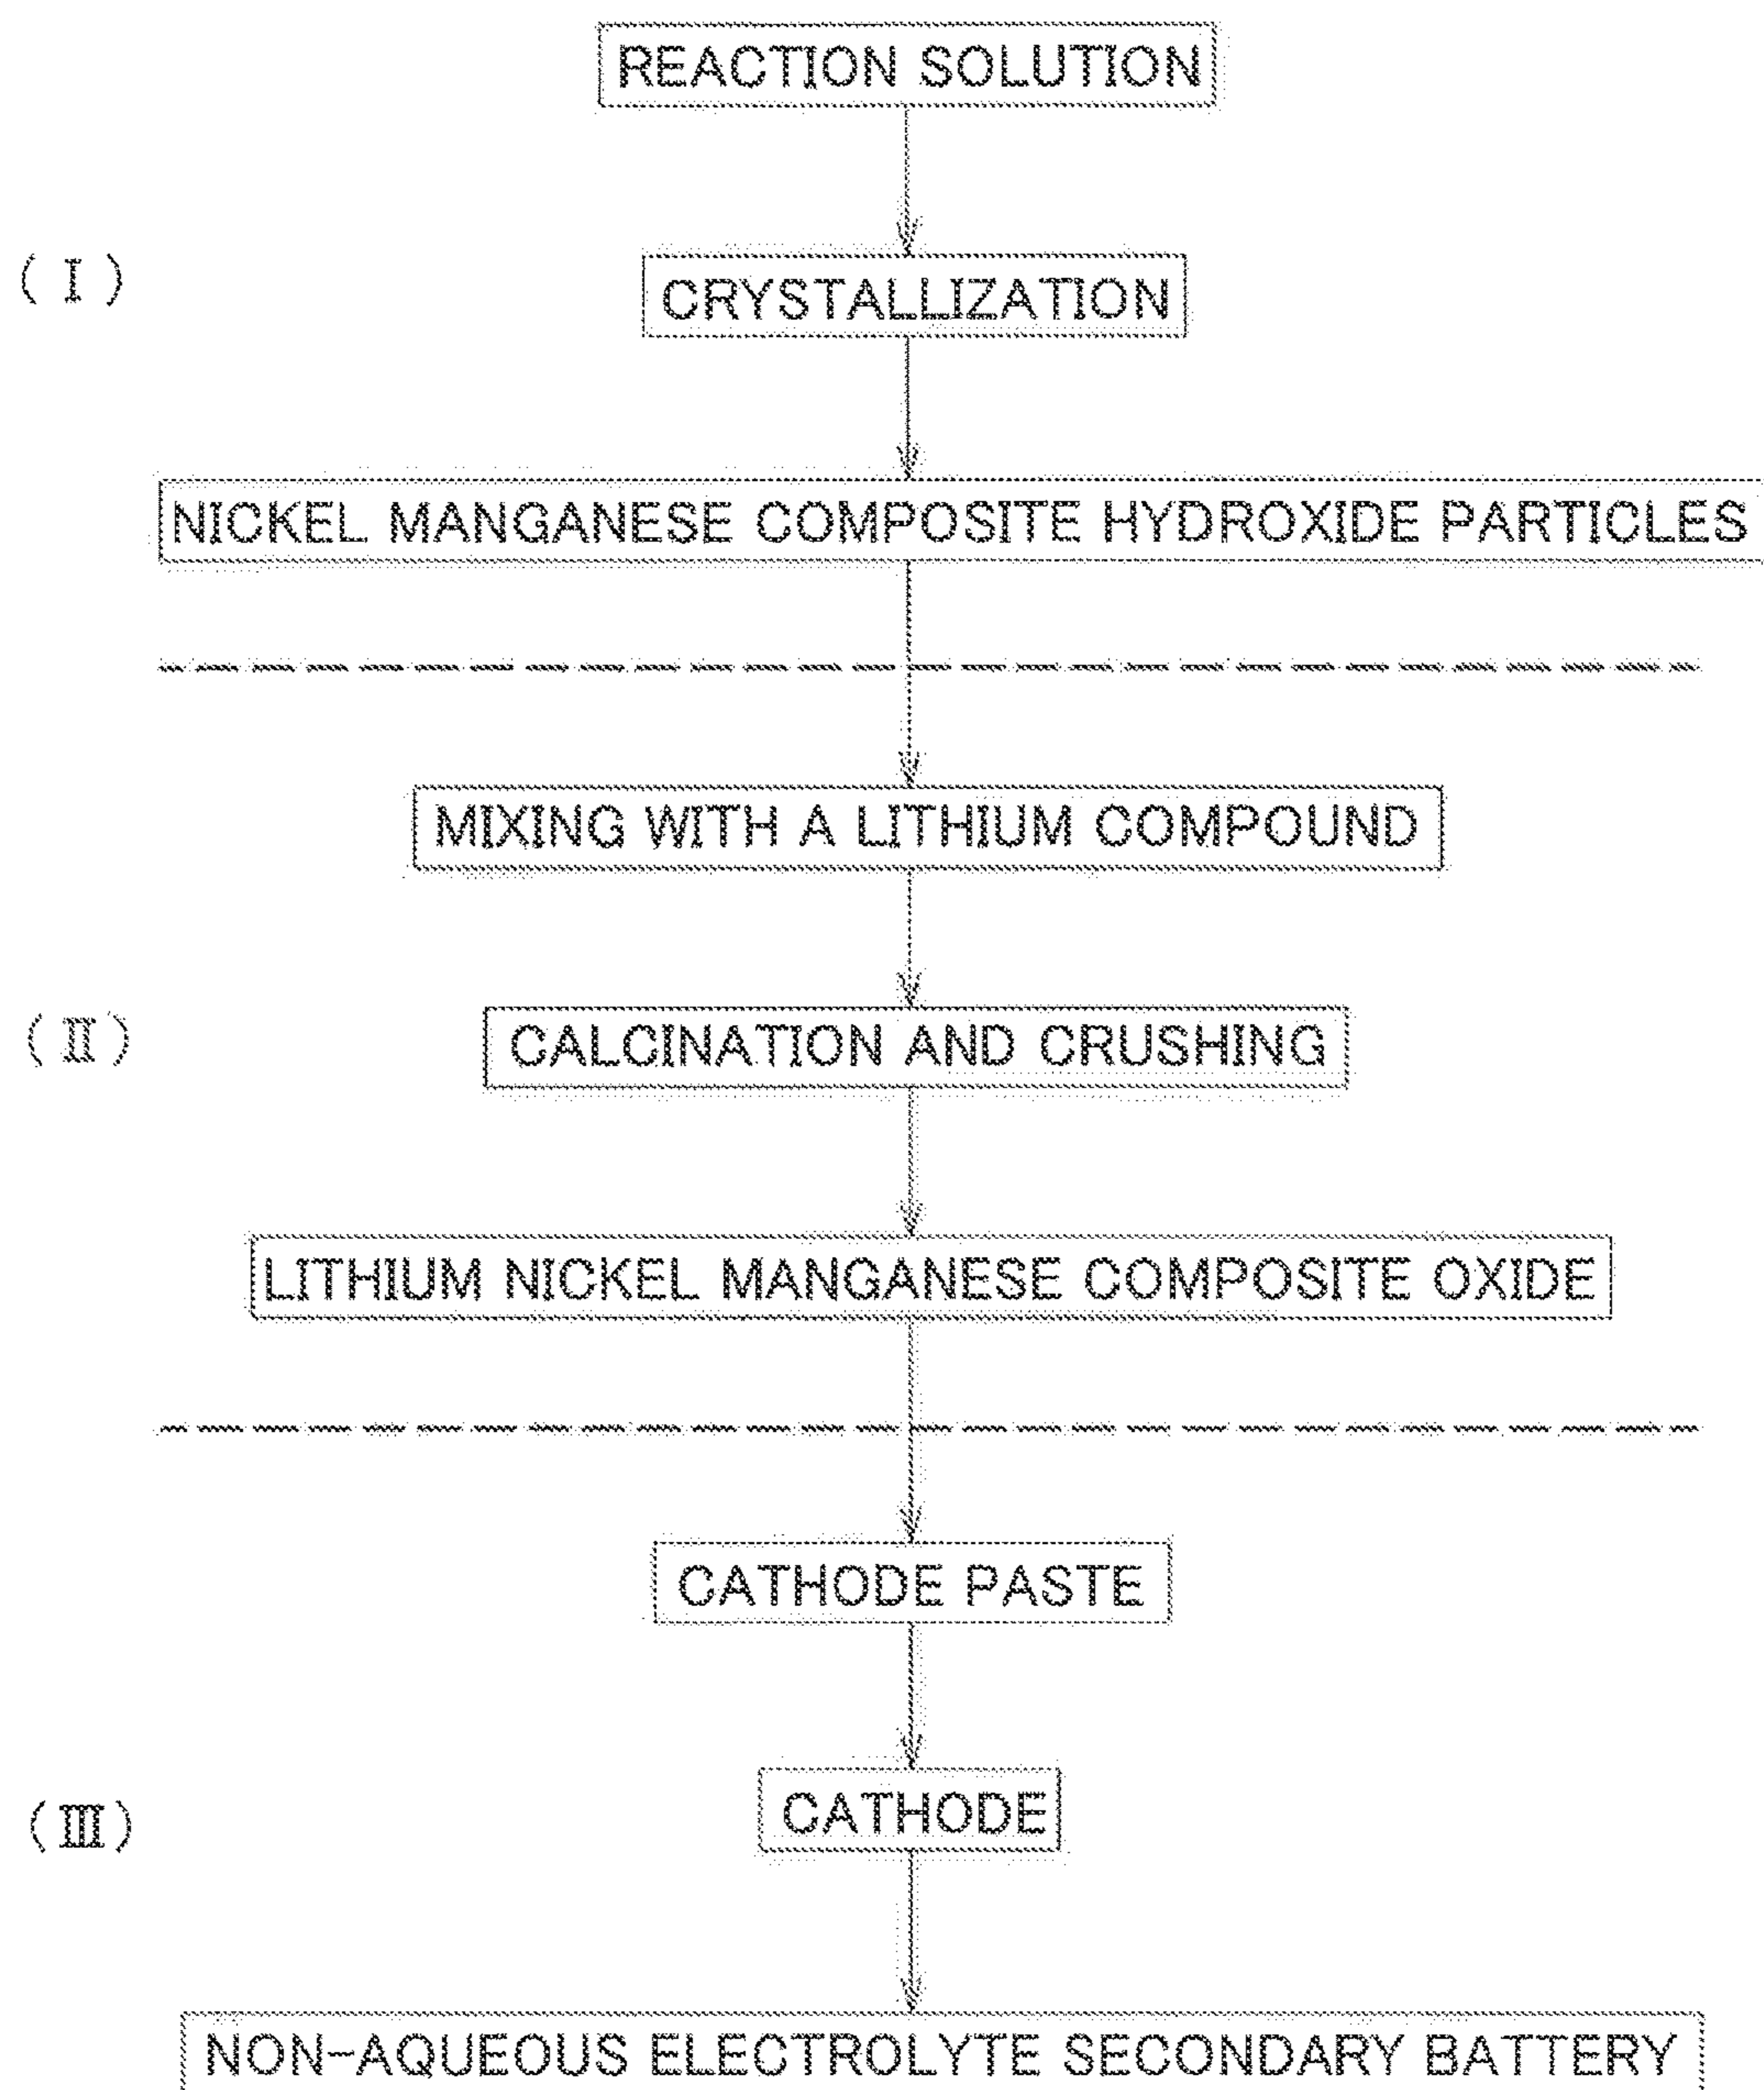 REACTION SOLUTION
( I )
CRYSTALLIZATION
NICKEL MANGANESE COMPOSITE HYDROXIDE PARTICLES
MIXING WITH A LITHIUM COMPOUND
( II )
CALCINATION AND CRUSHING
LITHIUM NICKEL MANGANESE COMPOSITE OXIDE
CATHODE PASTE
( III )
CATHODE
NON-AQUEOUS ELECTROLYTE SECONDARY BATTERY